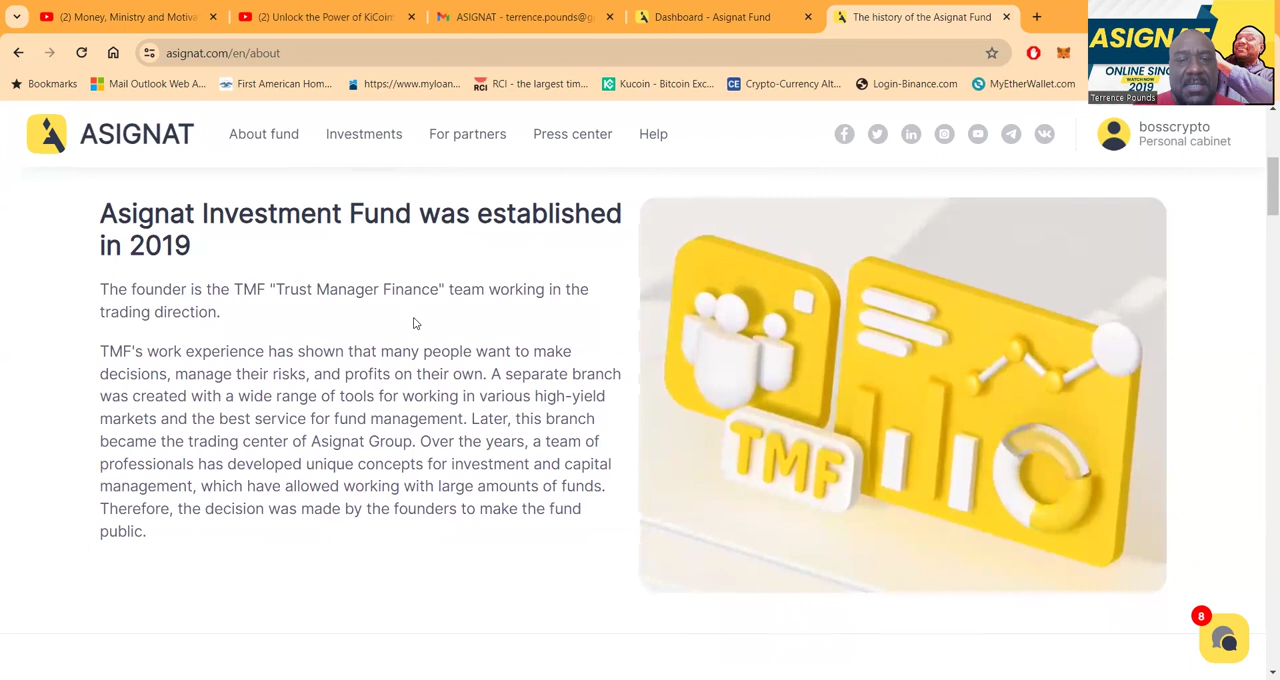 (2) Money, Ministry and Motiva
(2) Unlock the Power of KiCoin
ASIGNAT - terrence.pounds@g
Dashboard - Asignat Fund
The history of the Asignat Fund
asignat.com/en/about
Bookmarks
Mail Outlook Web A...
First American Hom...
https://www.myloan...
RCI
RCI - the largest tim...
Kucoin - Bitcoin Exc...
CE
Crypto-Currency Alt...
Login-Binance.com
MyEtherWallet.com
ONLINE SINC
WATCH NOW
2019
Terrence Pounds
ASIGNAT
About fund
Investments
For partners
Press center
Help
bosscrypto
Personal cabinet
Asignat Investment Fund was established
in 2019
The founder is the TMF "Trust Manager Finance" team working in the
trading direction.
TMF's work experience has shown that many people want to make
decisions, manage their risks, and profits on their own. A separate branch
was created with a wide range of tools for working in various high-yield
markets and the best service for fund management. Later, this branch
became the trading center of Asignat Group. Over the years, a team of
professionals has developed unique concepts for investment and capital
management, which have allowed working with large amounts of funds.
Therefore, the decision was made by the founders to make the fund
public.
TMF
8